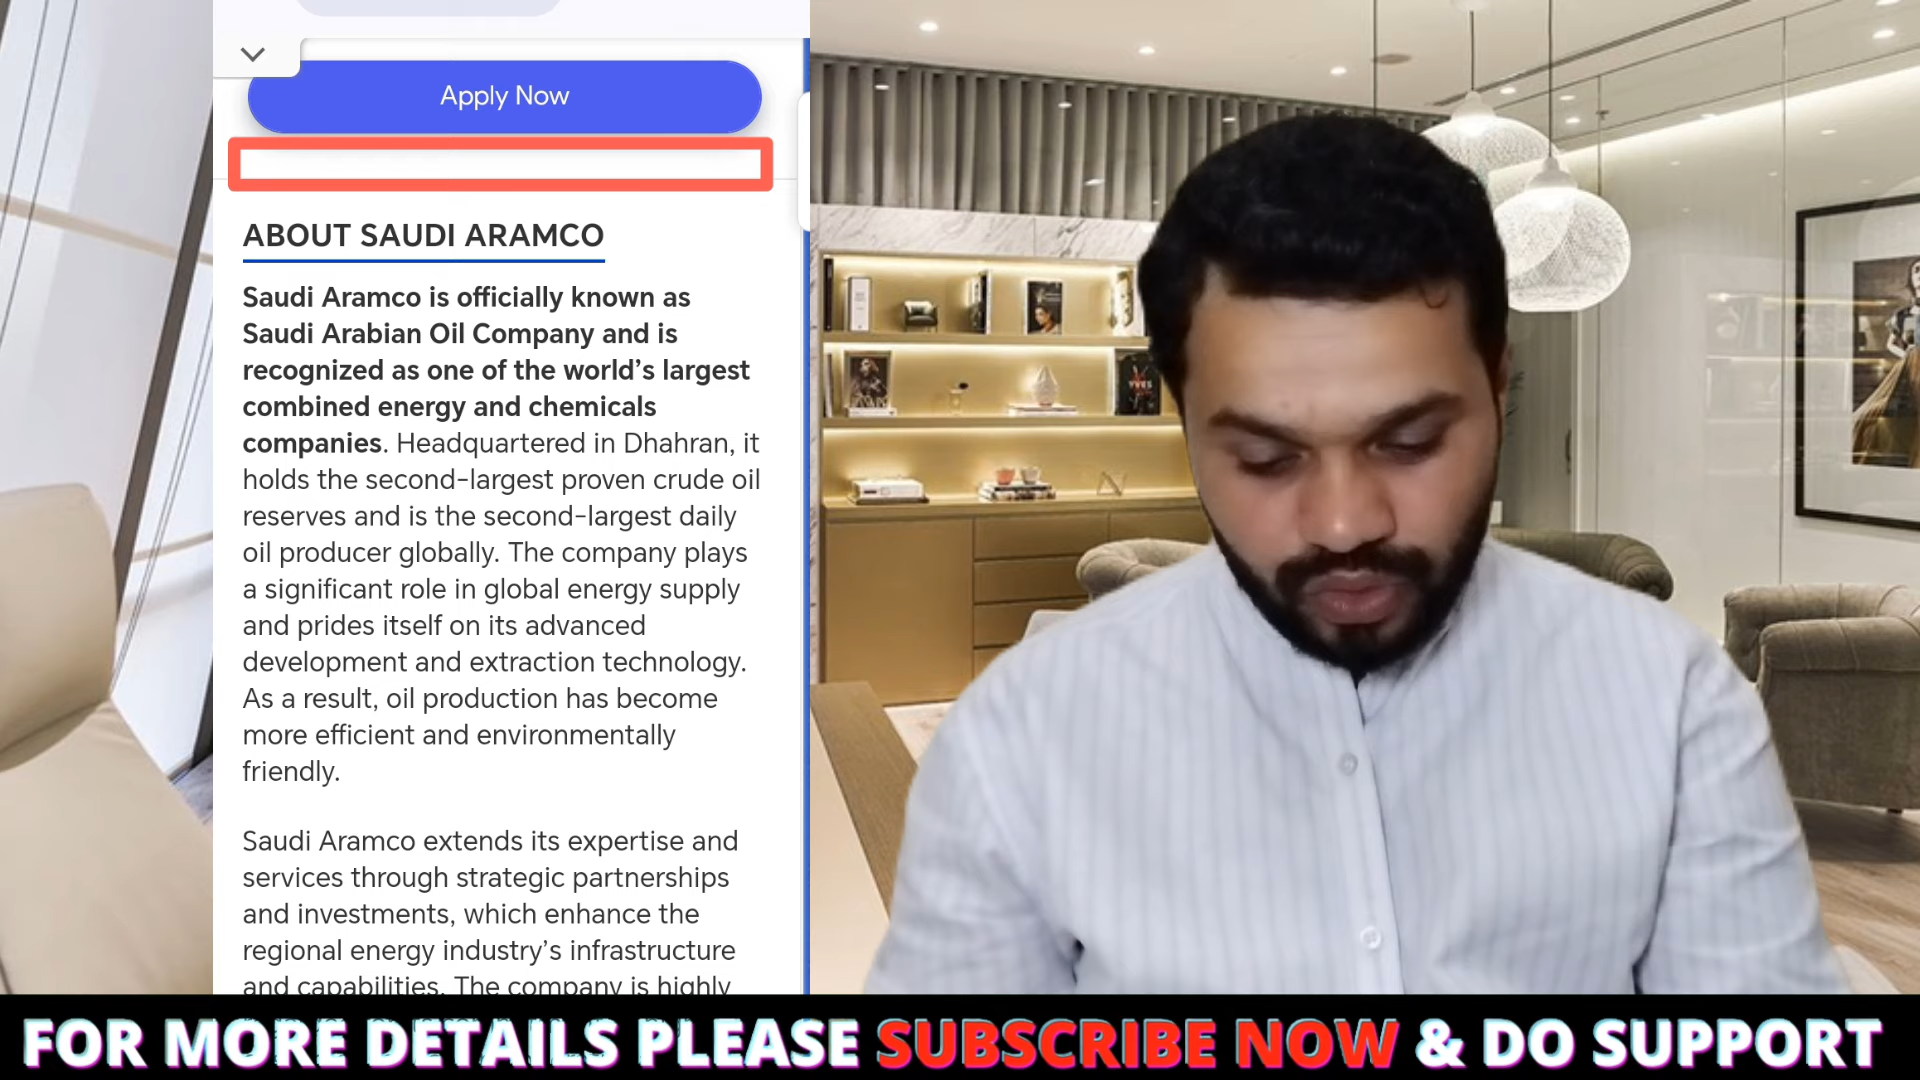 Apply Now
ABOUT SAUDI ARAMCO
Saudi Aramco is officially known as
Saudi Arabian Oil Company and is
recognized as one of the world’s largest
combined energy and chemicals
companies. Headquartered in Dhahran, it
holds the second-largest proven crude oil
reserves and is the second-largest daily
oil producer globally. The company plays
a significant role in global energy supply
and prides itself on its advanced
development and extraction technology.
As a result, oil production has become
more efficient and environmentally
friendly.
Saudi Aramco extends its expertise and
services through strategic partnerships
and investments, which enhance the
regional energy industry’s infrastructure
and capabilities. The company is highly
FOR MORE DETAILS PLEASE SUBSCRIBE NOW & DO SUPPORT